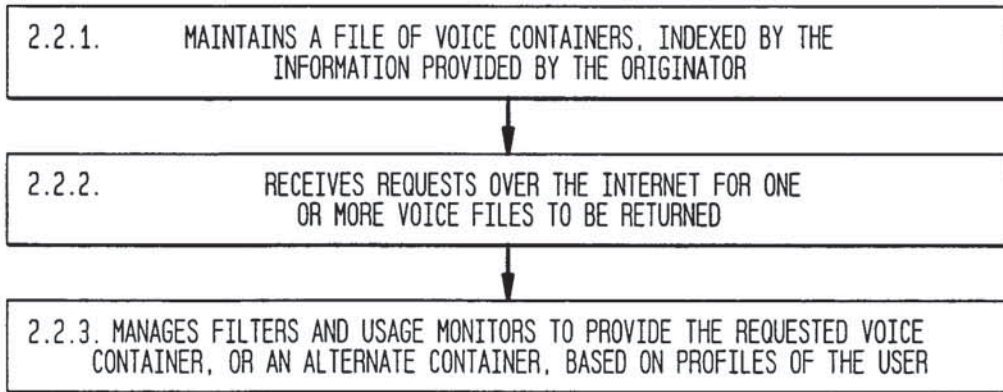 2.2.1. MAINTAINS A FILE OF VOICE CONTAINERS, INDEXED BY THE
INFORMATION PROVIDED BY THE ORIGINATOR
2.2.2. RECEIVES REQUESTS OVER THE INTERNET FOR ONE
OR MORE VOICE FILES TO BE RETURNED
2.2.3. MANAGES FILTERS AND USAGE MONITORS TO PROVIDE THE REQUESTED VOICE
CONTAINER, OR AN ALTERNATE CONTAINER, BASED ON PROFILES OF THE USER